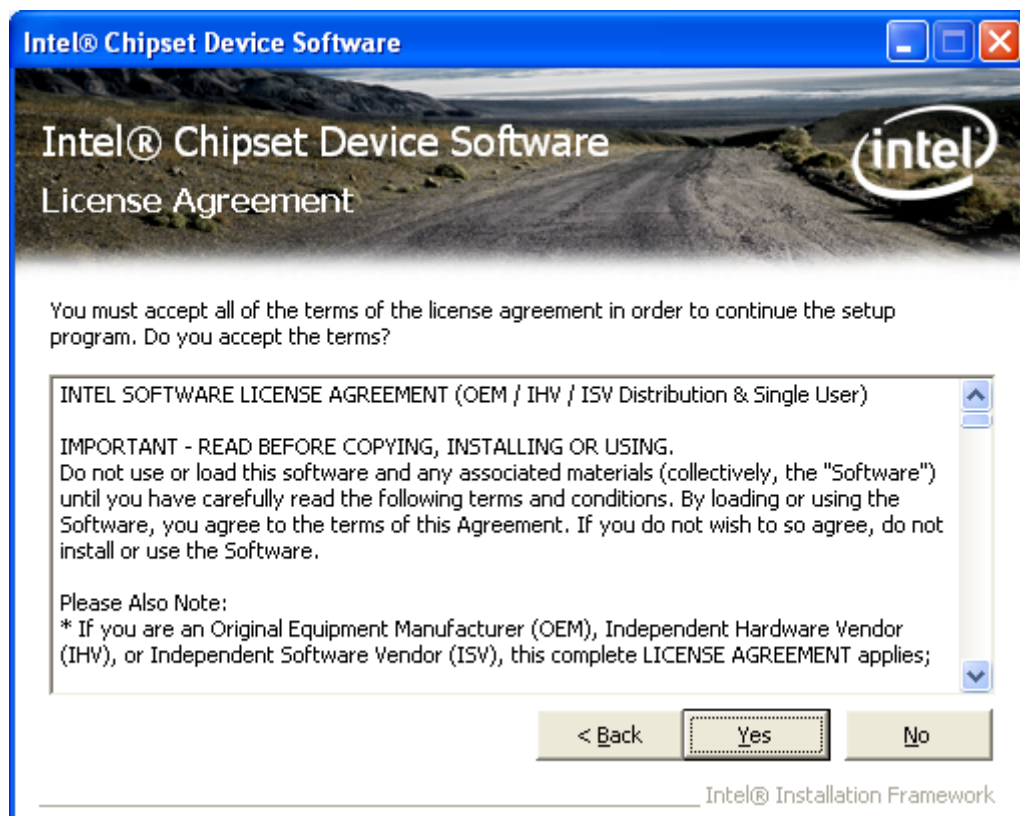 Intel® Chipset Device Software
Intel® Chipset Device Software
intel
License Agreement
You must accept all of the terms of the license agreement in order to continue the setup
program. Do you accept the terms?
INTEL SOFTWARE LICENSE AGREEMENT (OEM / IHV / ISV Distribution & Single User)
IMPORTANT - READ BEFORE COPYING, INSTALLING OR USING.
Do not use or load this software and any associated materials (collectively, the "Software")
until you have carefully read the following terms and conditions. By loading or using the
Software, you agree to the terms of this Agreement. If you do not wish to so agree, do not
install or use the Software.
Please Also Note:
* If you are an Original Equipment Manufacturer (OEM), Independent Hardware Vendor
(IHV), or Independent Software Vendor (ISV), this complete LICENSE AGREEMENT applies;
< Back Yes No
Intel® Installation Framework